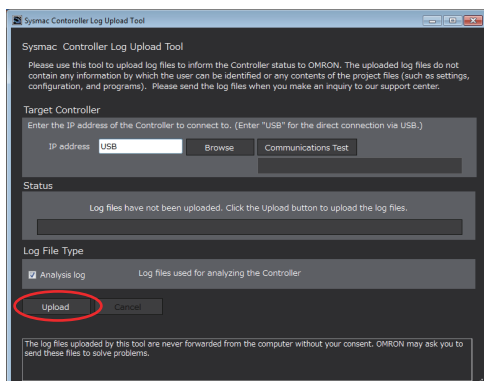 Sysmac Contoroller Log Upload Tool
Sysmac Controller Log Upload Tool
Please use this tool to upload log files to inform the Controller status to OMRON. The uploaded log files do not
contain any information by which the user can be identified or any contents of the project files (such as settings,
configuration, and programs). Please send the log files when you make an inquiry to our support center.
Target Controller
Enter the IP address of the Controller to connect to. (Enter "USB" for the direct connection via USB.)
IP address USB Browse Communications Test
Status
Log files have not been uploaded. Click the Upload button to upload the log files.
Log File Type
Analysis log Log files used for analyzing the Controller
Upload Cancel
The log files uploaded by this tool are never forwarded from the computer without your consent. OMRON may ask you to
send these files to solve problems.